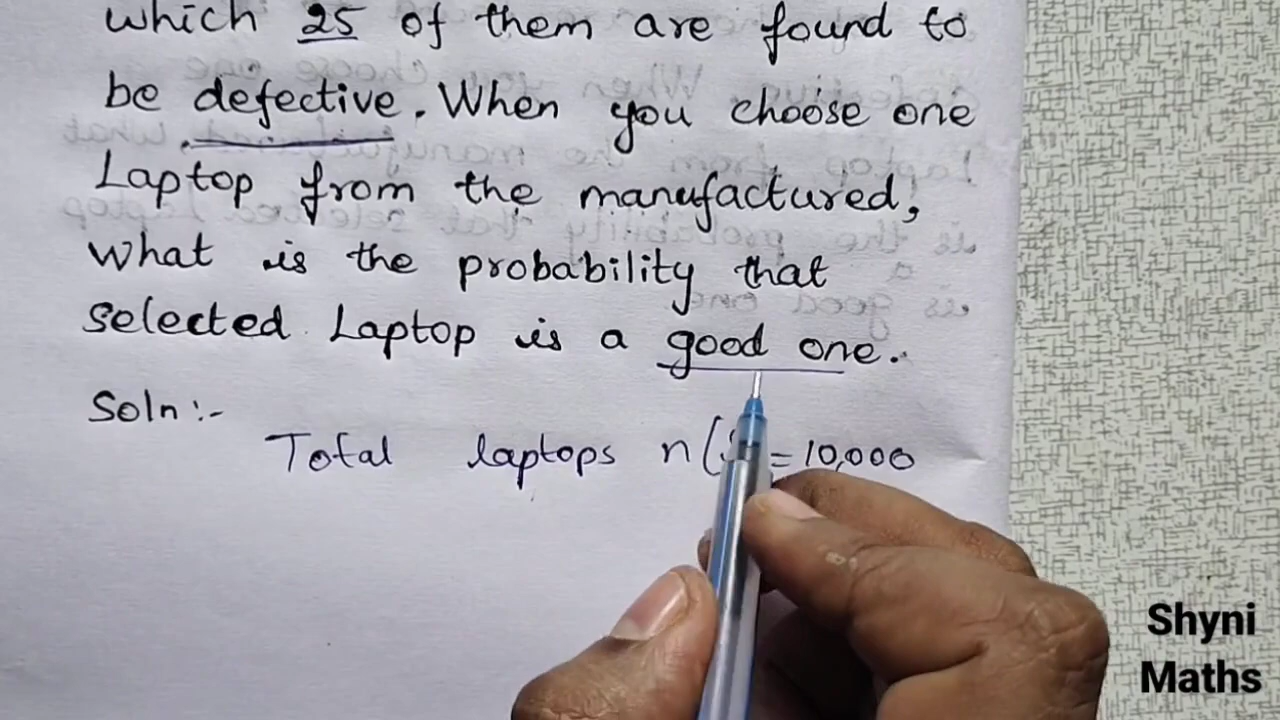 which 25 of them are found to
be defective. When you choose one
Laptop from the manufactured,
what is the probability that
selected Laptop is a good one.
Soln :-
Total laptops n( = 10,000
Shyni
Maths